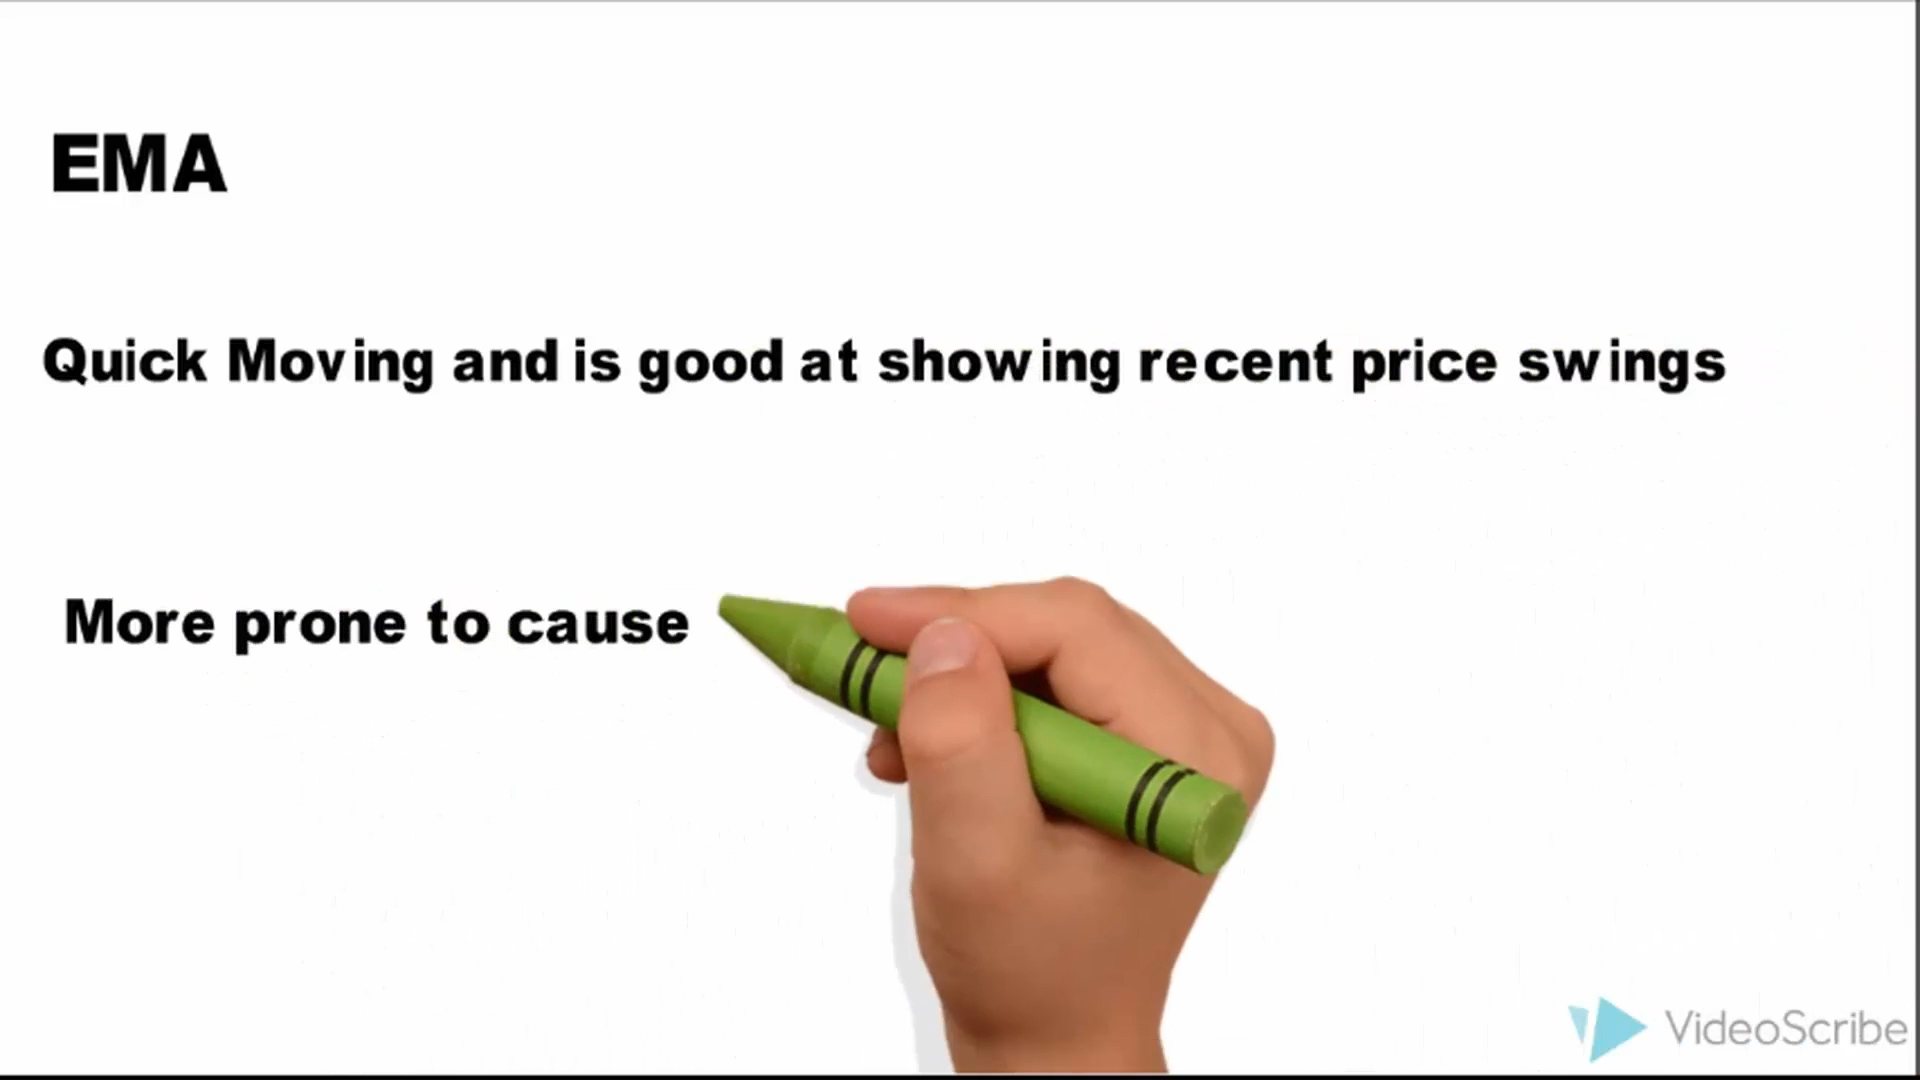 EMA
Quick Moving and is good at showing recent price swings
More prone to cause
VideoScribe